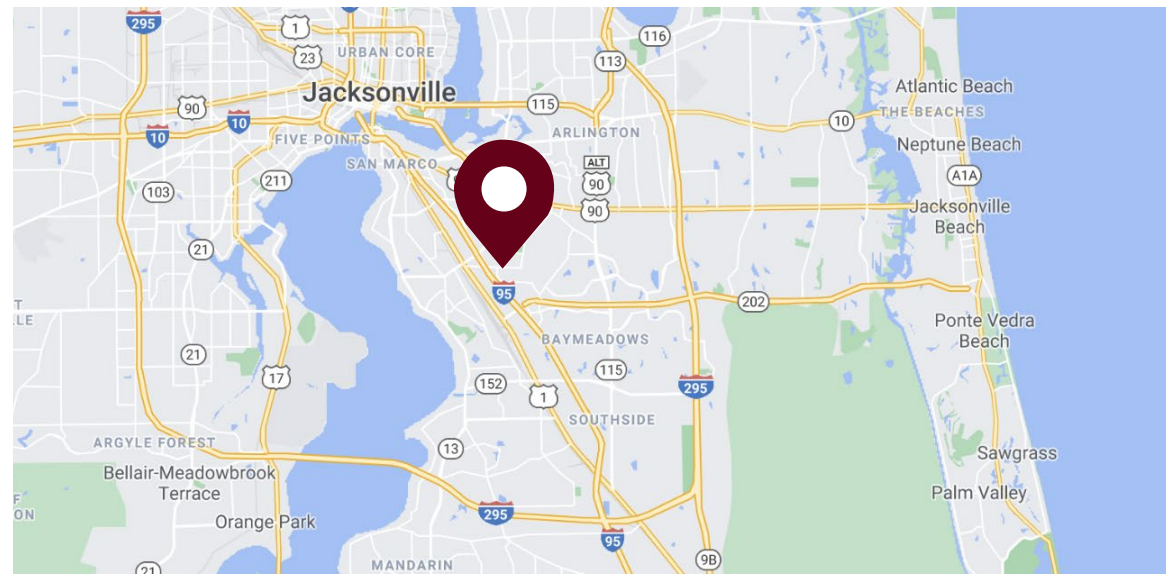 295
1
116
23
URBAN CORE
113
Jacksonville
Atlantic Beach
90
115
THE BEACHES
10
10
10
ARLINGTON
FIVE POINTS
Neptune Beach
SAN MARCO
ALT
90
A1A
211
103
90
Jacksonville
Beach
21
95
202
Ponte Vedra
Beach
BAYMEADOWS
21
115
17
152
295
1
SOUTHSIDE
ARGYLE FOREST
13
Sawgrass
Bellair-Meadowbrook
Terrace
Palm Valley
295
Orange Park
95
9B
MANDARIN
21